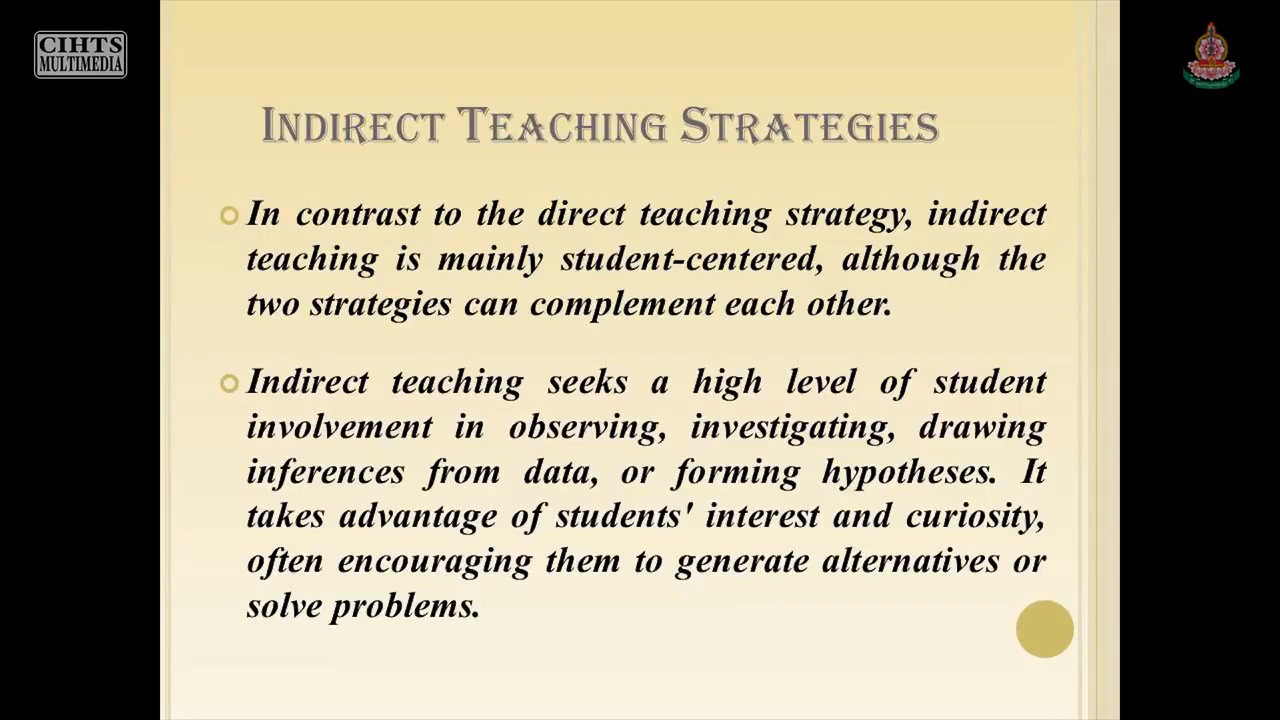 CIHTS
MULTIMEDIA
INDIRECT TEACHING STRATEGIES
In contrast to the direct teaching strategy, indirect
teaching is mainly student-centered, although the
two strategies can complement each other.
Indirect teaching seeks a high level of student
involvement in observing, investigating, drawing
inferences from data, or forming hypotheses. It
takes advantage of students' interest and curiosity,
often encouraging them to generate alternatives or
solve problems.